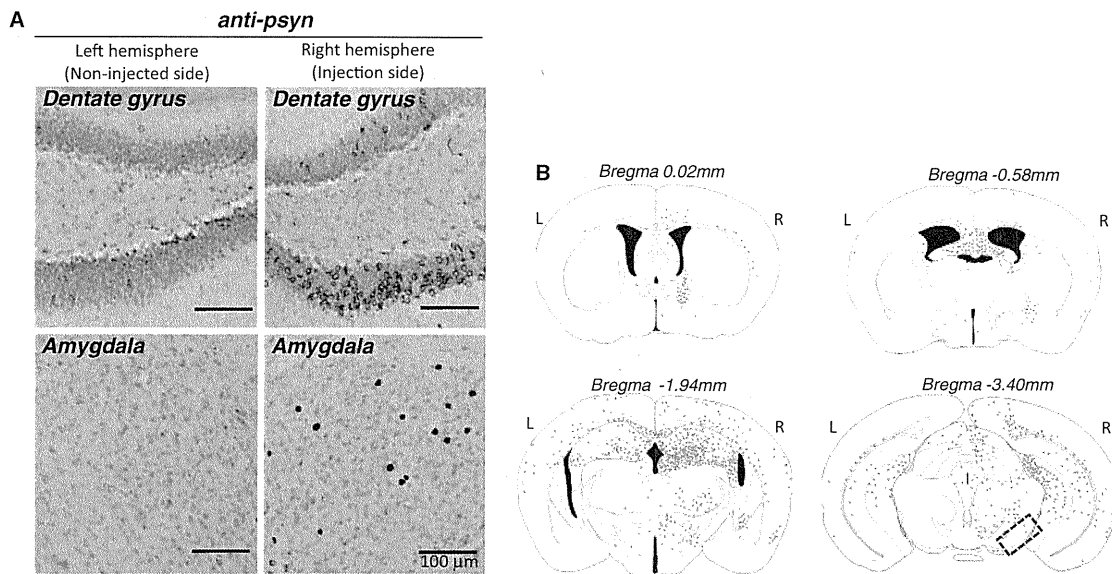 A
anti-psyn
Left hemisphere
(Non-injected side)
Right hemisphere
(Injection side)
Dentate gyrus
Dentate gyrus
Amygdala
Amygdala
100 μm
B
Bregma 0.02mm
L
R
Bregma -0.58mm
L
R
Bregma -1.94mm
L
R
Bregma -3.40mm
L
R